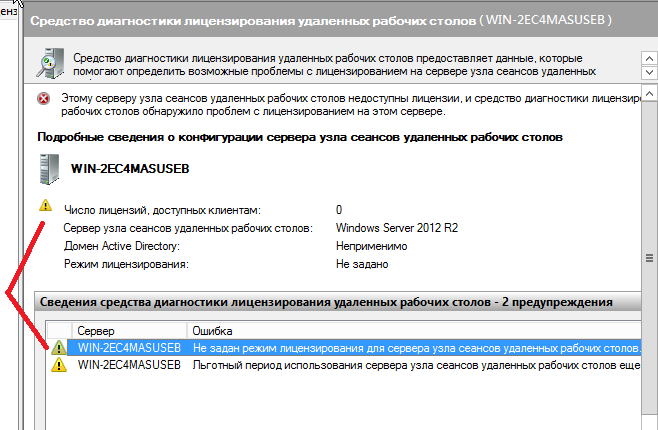 Средство диагностики лицензирования удаленных рабочих столов ( WIN-2EC4MASUSEB )
Средство диагностики лицензирования удаленных рабочих столов предоставляет данные, которые
помогают определить возможные проблемы с лицензированием на сервере узла сеансов удаленных
Этому серверу узла сеансов удаленных рабочих столов недоступны лицензии, и средство диагностики лицензиро
рабочих столов обнаружило проблем с лицензированием на этом сервере.
Подробные сведения о конфигурации сервера узла сеансов удаленных рабочих столов
WIN-2EC4MASUSEB
Число лицензий, доступных клиентам: 0
Сервер узла сеансов удаленных рабочих столов: Windows Server 2012 R2
Домен Active Directory: Неприменимо
Режим лицензирования: Не задано
Сведения средства диагностики лицензирования удаленных рабочих столов - 2 предупреждения
Сервер Ошибка
WIN-2EC4MASUSEB Не задан режим лицензирования для сервера узла сеансов удаленных рабочих столов.
WIN-2EC4MASUSEB Льготный период использования сервера узла сеансов удаленных рабочих столов еще